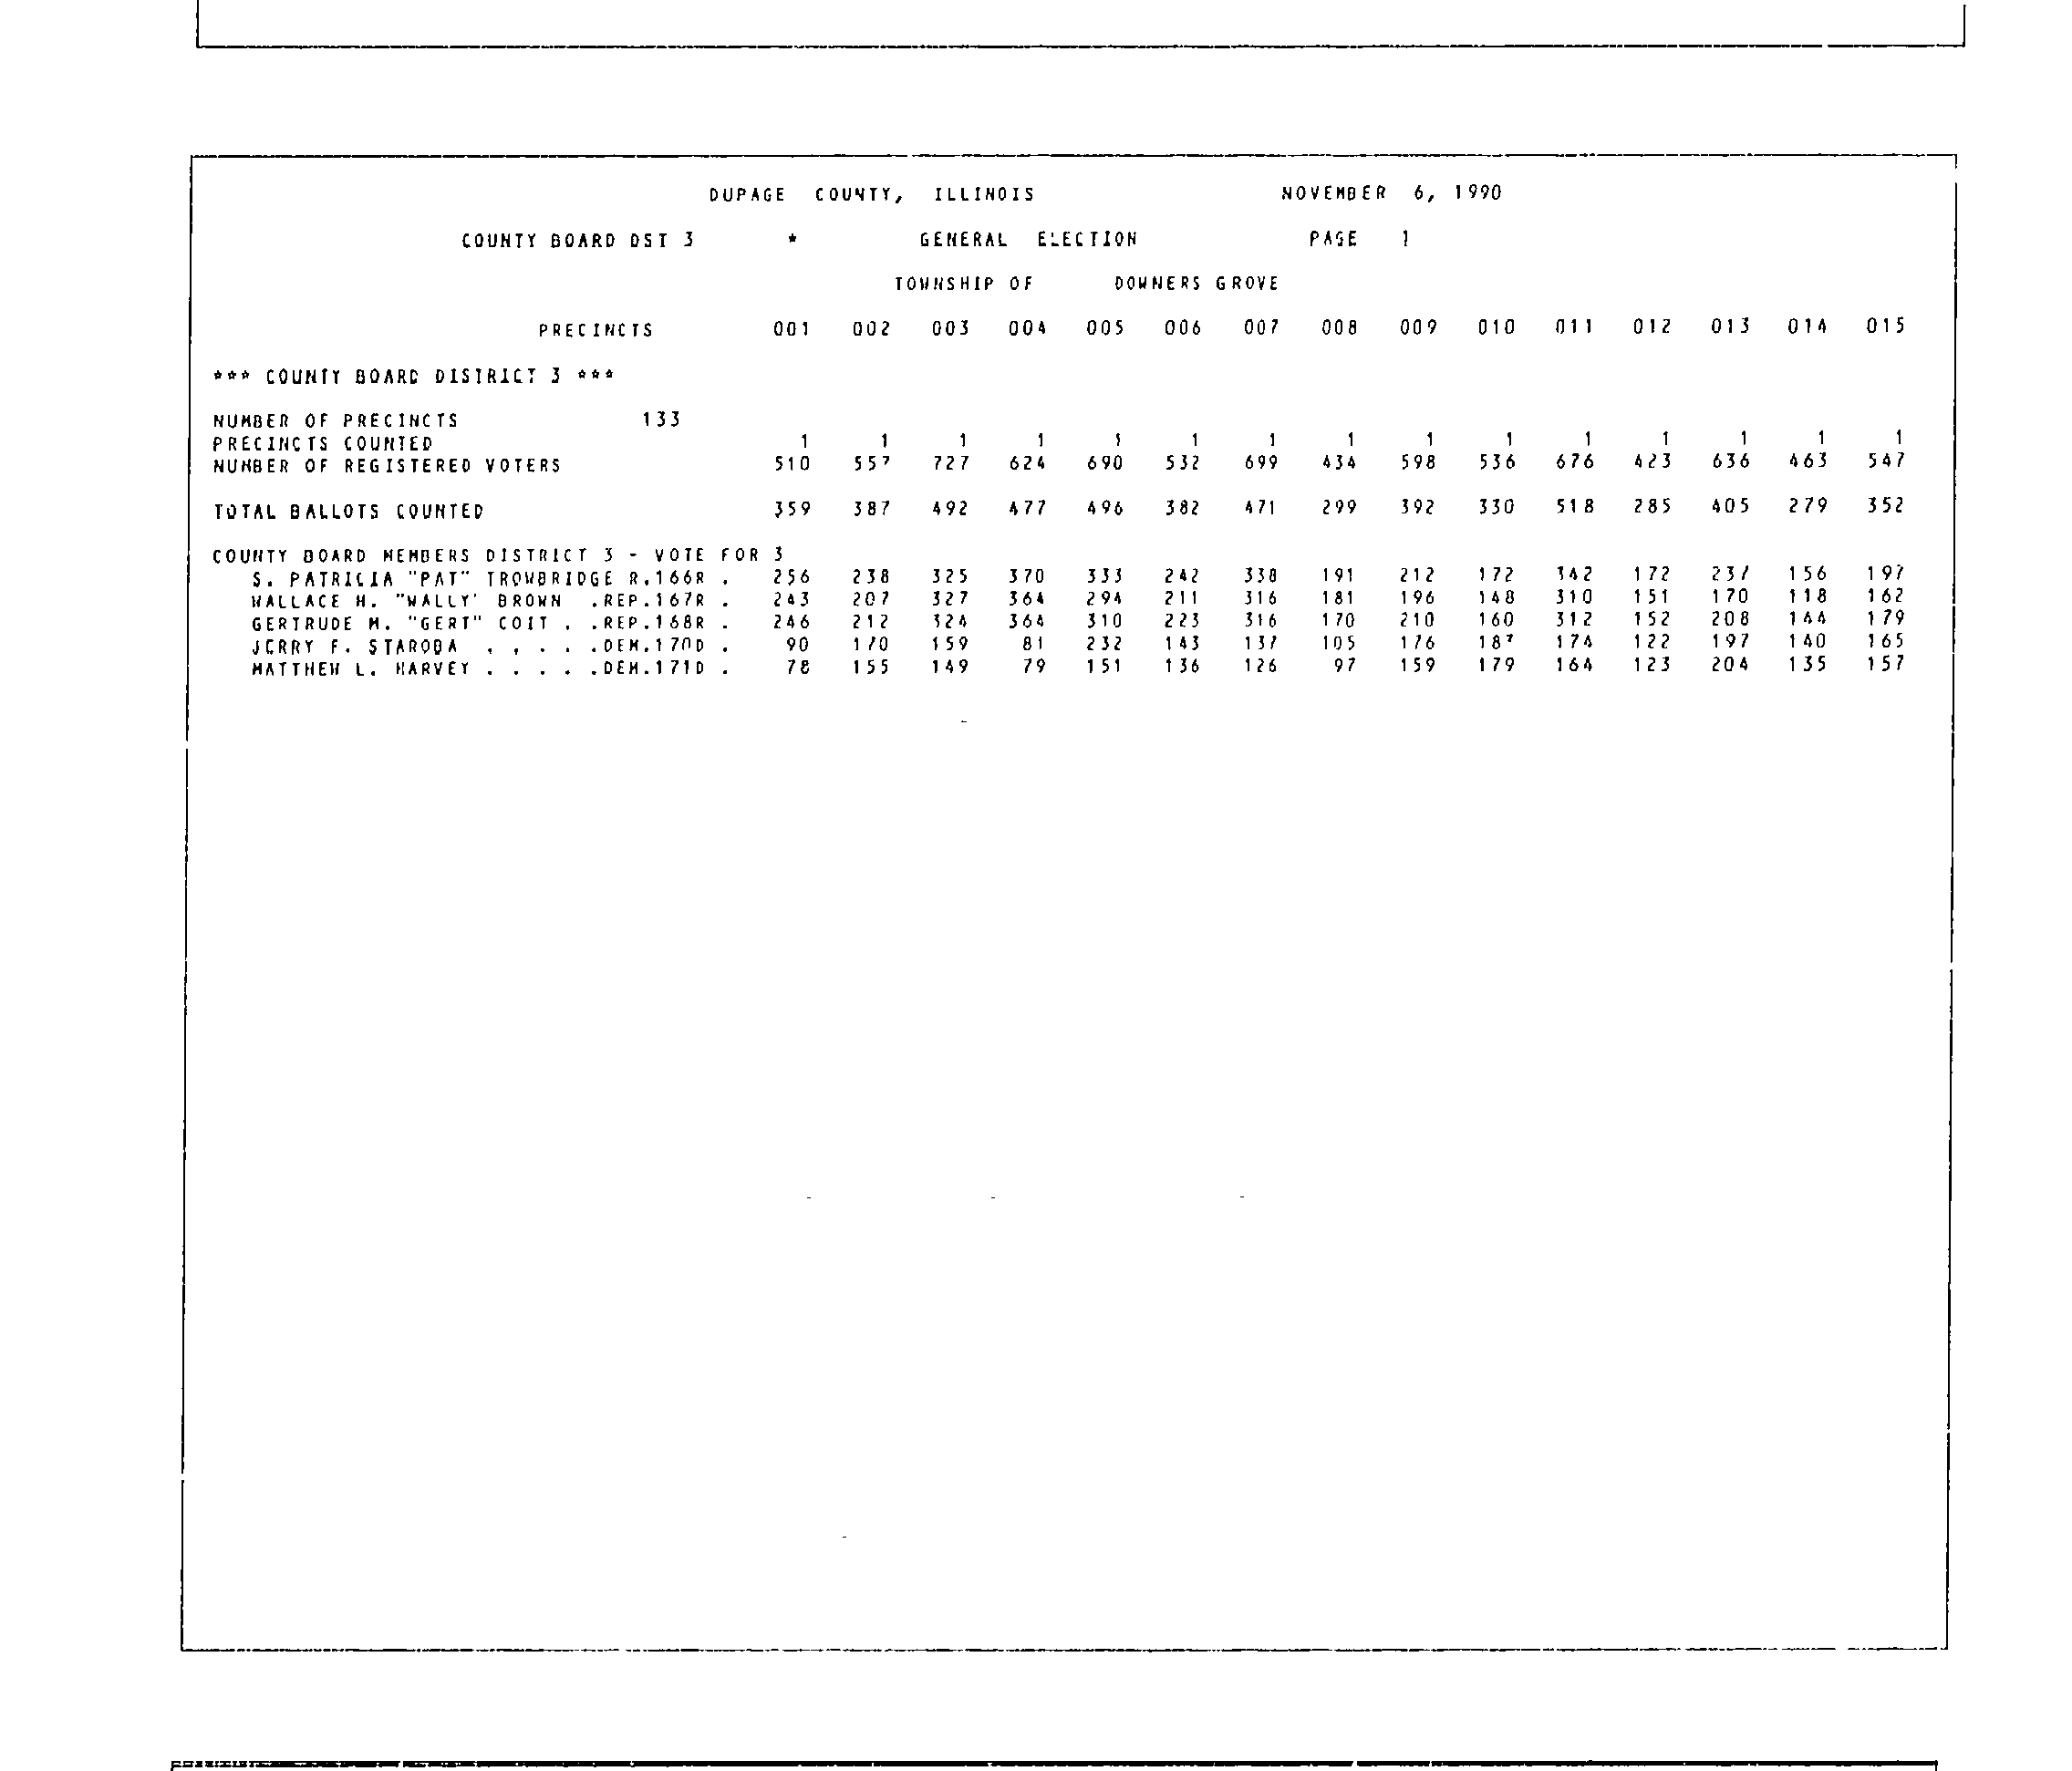 DUPAGE COUNTY, ILLINOIS NOVEMBER 6, 1990
COUNTY BOARD DST 3 * GENERAL ELECTION PAGE 1
TOWNSHIP OF DOWNERS GROVE
PRECINCTS 001 002 003 004 005 006 007 008 009 010 011 012 013 014 015
*** COUNTY BOARD DISTRICT 3 ***
NUMBER OF PRECINCTS 133
PRECINCTS COUNTED 1 1 1 1 1 1 1 1 1 1 1 1 1 1 1
NUMBER OF REGISTERED VOTERS 510 557 727 624 690 532 699 434 598 536 676 423 636 463 547
TOTAL BALLOTS COUNTED 359 387 492 477 496 382 471 299 392 330 518 285 405 279 352
COUNTY BOARD MEMBERS DISTRICT 3 - VOTE FOR 3
S. PATRICIA "PAT" TROWBRIDGE R.166R . 256 238 325 370 333 242 338 191 212 172 342 172 237 156 197
WALLACE H. "WALLY" BROWN .REP.167R . 243 207 327 364 294 211 316 181 196 148 310 151 170 118 162
GERTRUDE M. "GERT" COIT . .REP.168R . 246 212 324 364 310 223 316 170 210 160 312 152 208 144 179
JERRY F. STAROBA . . . . .DEM.170D . 90 170 159 81 232 143 137 105 176 187 174 122 197 140 165
MATTHEW L. HARVEY . . . . .DEM.171D . 78 155 149 79 151 136 126 97 159 179 164 123 204 135 157